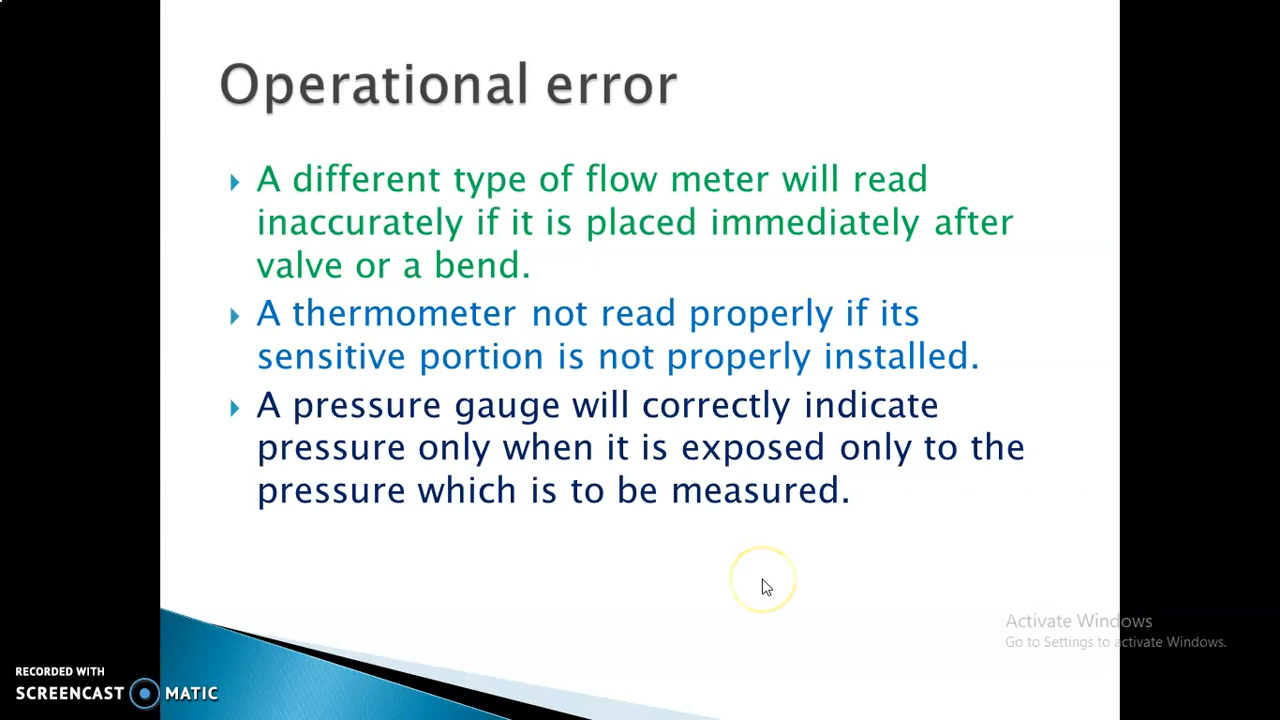 Operational error
A different type of flow meter will read
inaccurately if it is placed immediately after
valve or a bend.
A thermometer not read properly if its
sensitive portion is not properly installed.
A pressure gauge will correctly indicate
pressure only when it is exposed only to the
pressure which is to be measured.
Activate Windows
Go to Settings to activate Windows.
RECORDED WITH
SCREENCAST MATIC